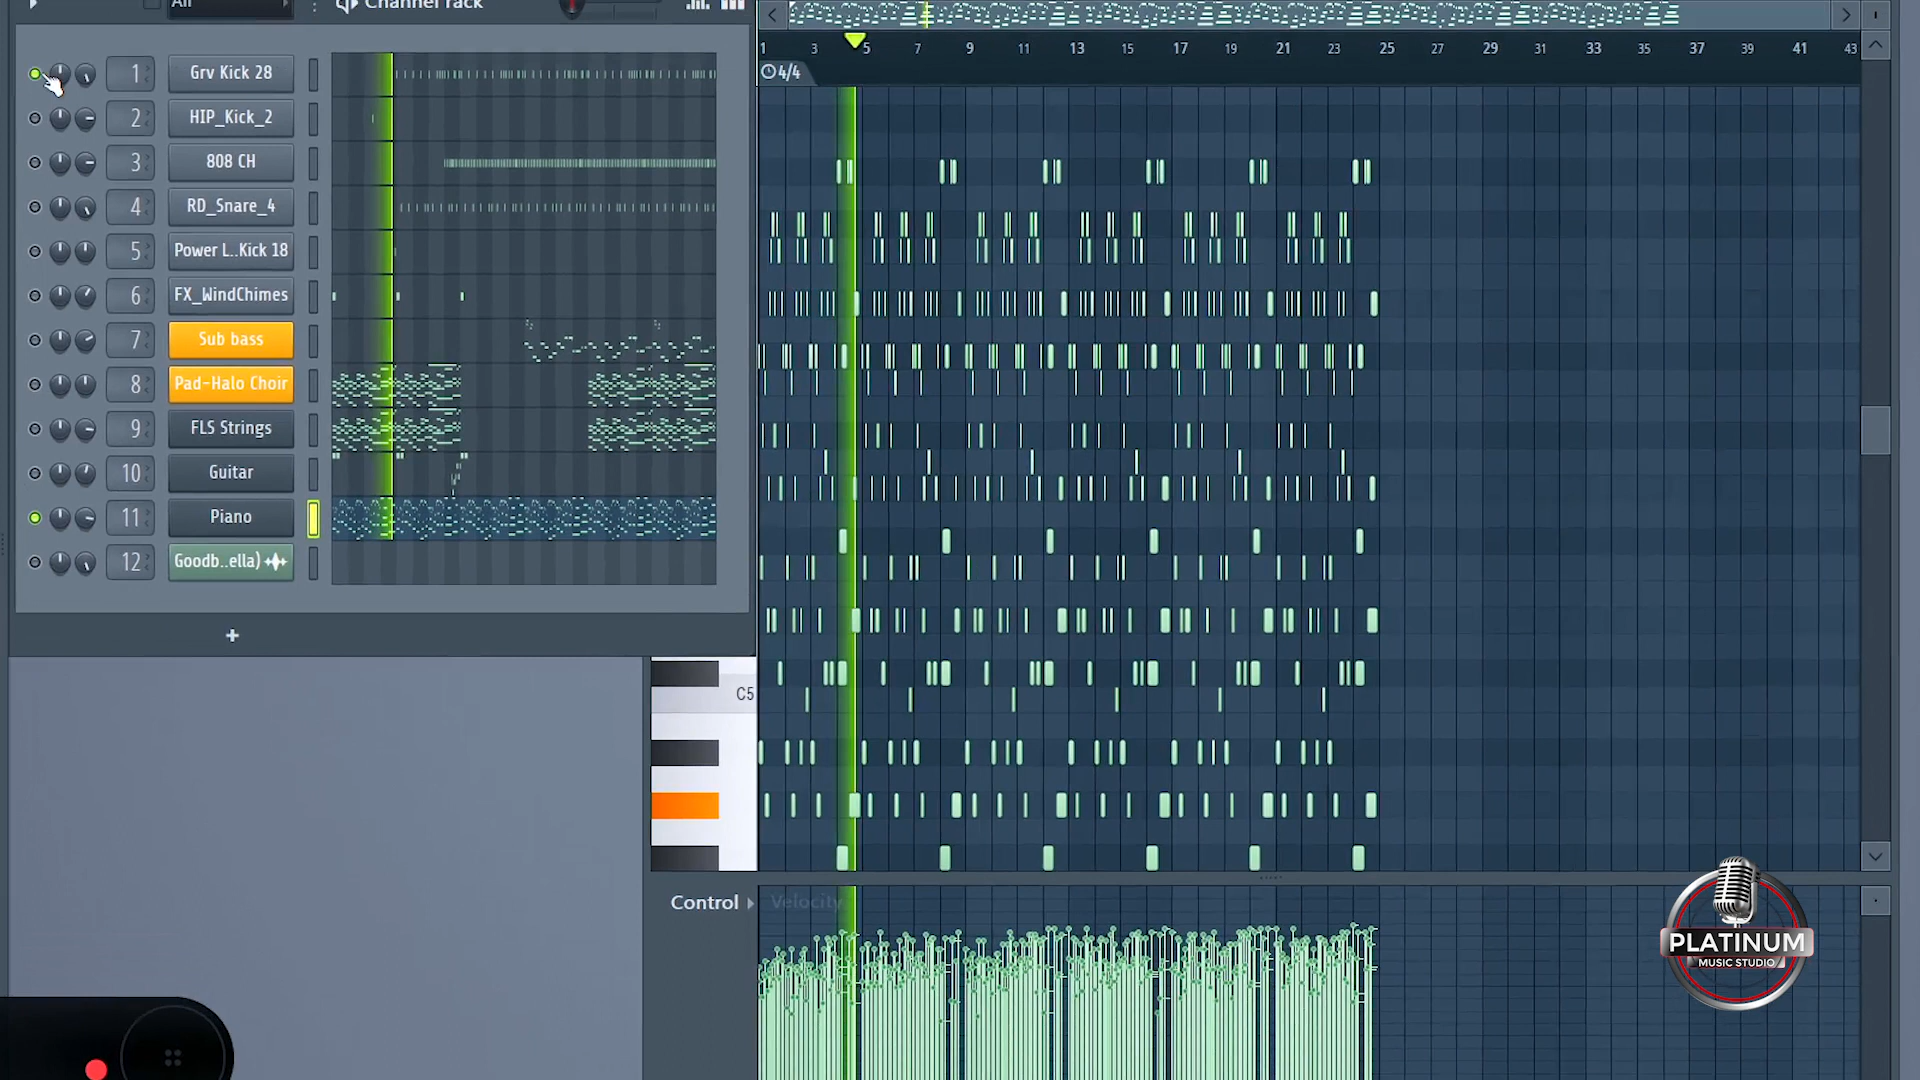 All
Channel rack
1 Grv Kick 28
2 HIP_Kick_2
3 808 CH
4 RD_Snare_4
5 Power L..Kick 18
6 FX_WindChimes
7 Sub bass
8 Pad-Halo Choir
9 FLS Strings
10 Guitar
11 Piano
12 Goodb..ella)
1 3 5 7 9 11 13 15 17 19 21 23 25 27 29 31 33 35 37 39 41 43
4/4
C5
Control
Velocity
PLATINUM
MUSIC STUDIO